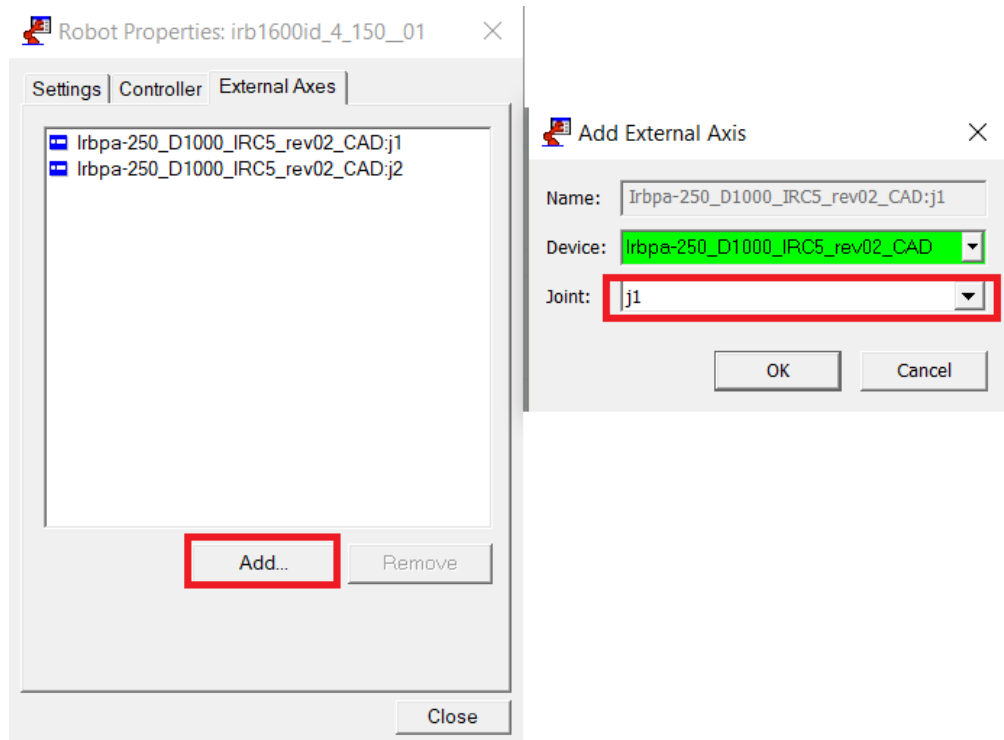 Robot Properties: irb1600id_4_150__01
Settings Controller External Axes
Irbpa-250_D1000_IRC5_rev02_CAD:j1
Irbpa-250_D1000_IRC5_rev02_CAD:j2
Add...
Remove
Close
Add External Axis
Name: Irbpa-250_D1000_IRC5_rev02_CAD:j1
Device: Irbpa-250_D1000_IRC5_rev02_CAD
Joint: j1
OK
Cancel